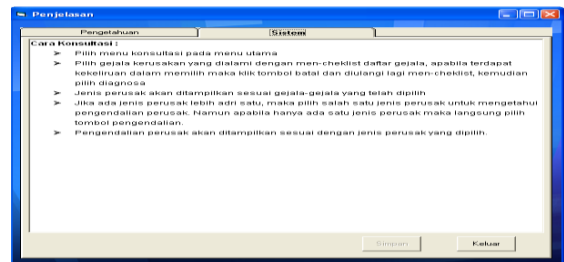 Penjelasan
Pengetahuan
Sistem
Cara Konsultasi :
➢ Pilih menu konsultasi pada menu utama
➢ Pilih gejala kerusakan yang dialami dengan men-cheklist daftar gejala, apabila terdapat
kekeliruan dalam memilih maka klik tombol batal dan diulangi lagi men-cheklist, kemudian
pilih diagnosa
➢ Jenis perusak akan ditampilkan sesuai gejala-gejala yang telah dipilih
➢ Jika ada jenis perusak lebih adri satu, maka pilih salah satu jenis perusak untuk mengetahui
pengendalian perusak. Namun apabila hanya ada satu jenis perusak maka langsung pilih
tombol pengendalian.
➢ Pengendalian perusak akan ditampilkan sesuai dengan jenis perusak yang dipilih.
Simpan
Keluar